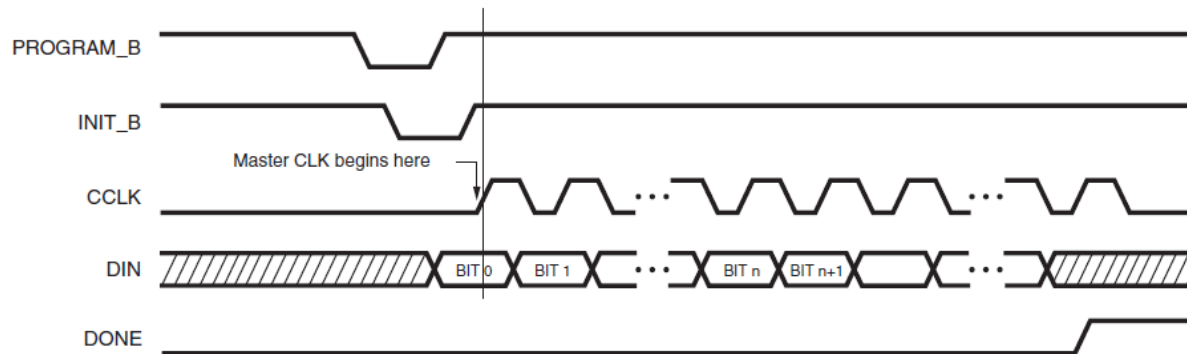 PROGRAM_B
INIT_B
Master CLK begins here
CCLK
DIN
BIT 0
BIT 1
BIT n
BIT n+1
DONE